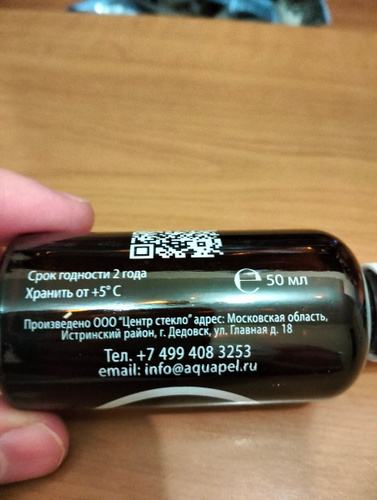 Срок годности 2 года
Хранить от +5° С
℮ 50 мл
Произведено ООО "Центр стекло" адрес: Московская область,
Истринский район, г. Дедовск, ул. Главная д. 18
Тел. +7 499 408 3253
email: info@aquapel.ru